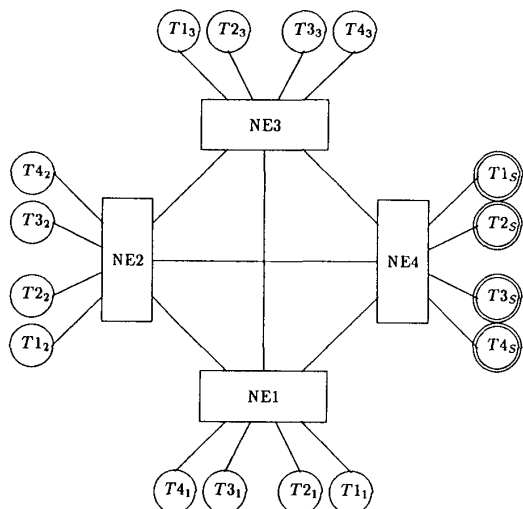 T1₃ T2₃ T3₃ T4₃
NE3
T4₂
T3₂
T2₂
T1₂
NE2
NE4
T1_S
T2_S
T3_S
T4_S
NE1
T4₁ T3₁ T2₁ T1₁